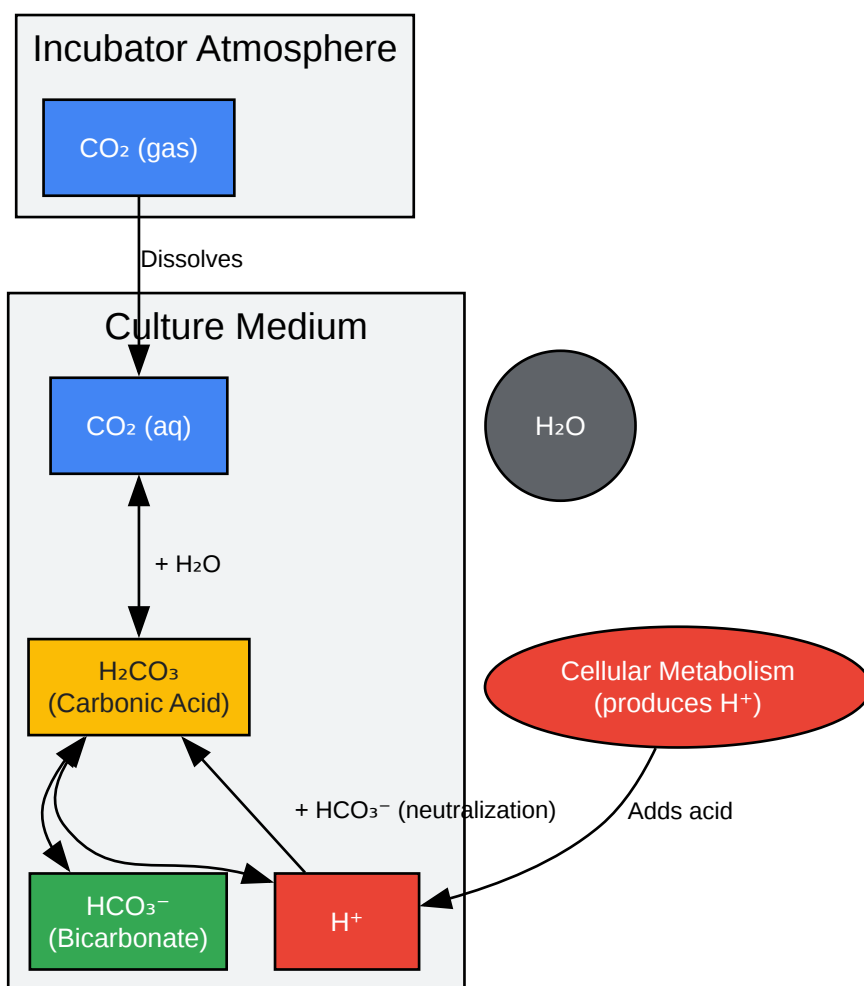 Incubator Atmosphere
CO₂ (gas)
Dissolves
Culture Medium
CO₂ (aq)
H₂O
+ H₂O
H₂CO₃
(Carbonic Acid)
Cellular Metabolism
(produces H⁺)
+ HCO₃⁻ (neutralization)
Adds acid
HCO₃⁻
(Bicarbonate)
H⁺